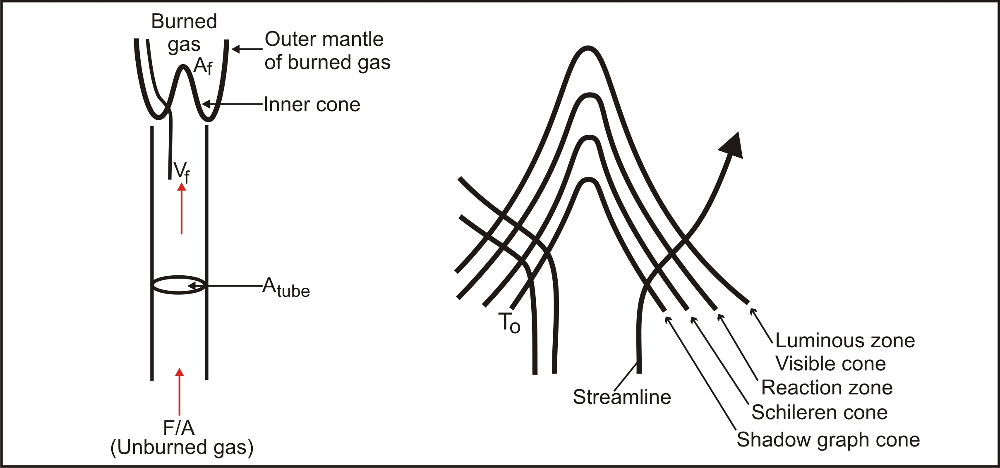 Burned
gas
Af
Outer mantle
of burned gas
Inner cone
Vf
Atube
F/A
(Unburned gas)
To
Streamline
Luminous zone
Visible cone
Reaction zone
Schileren cone
Shadow graph cone